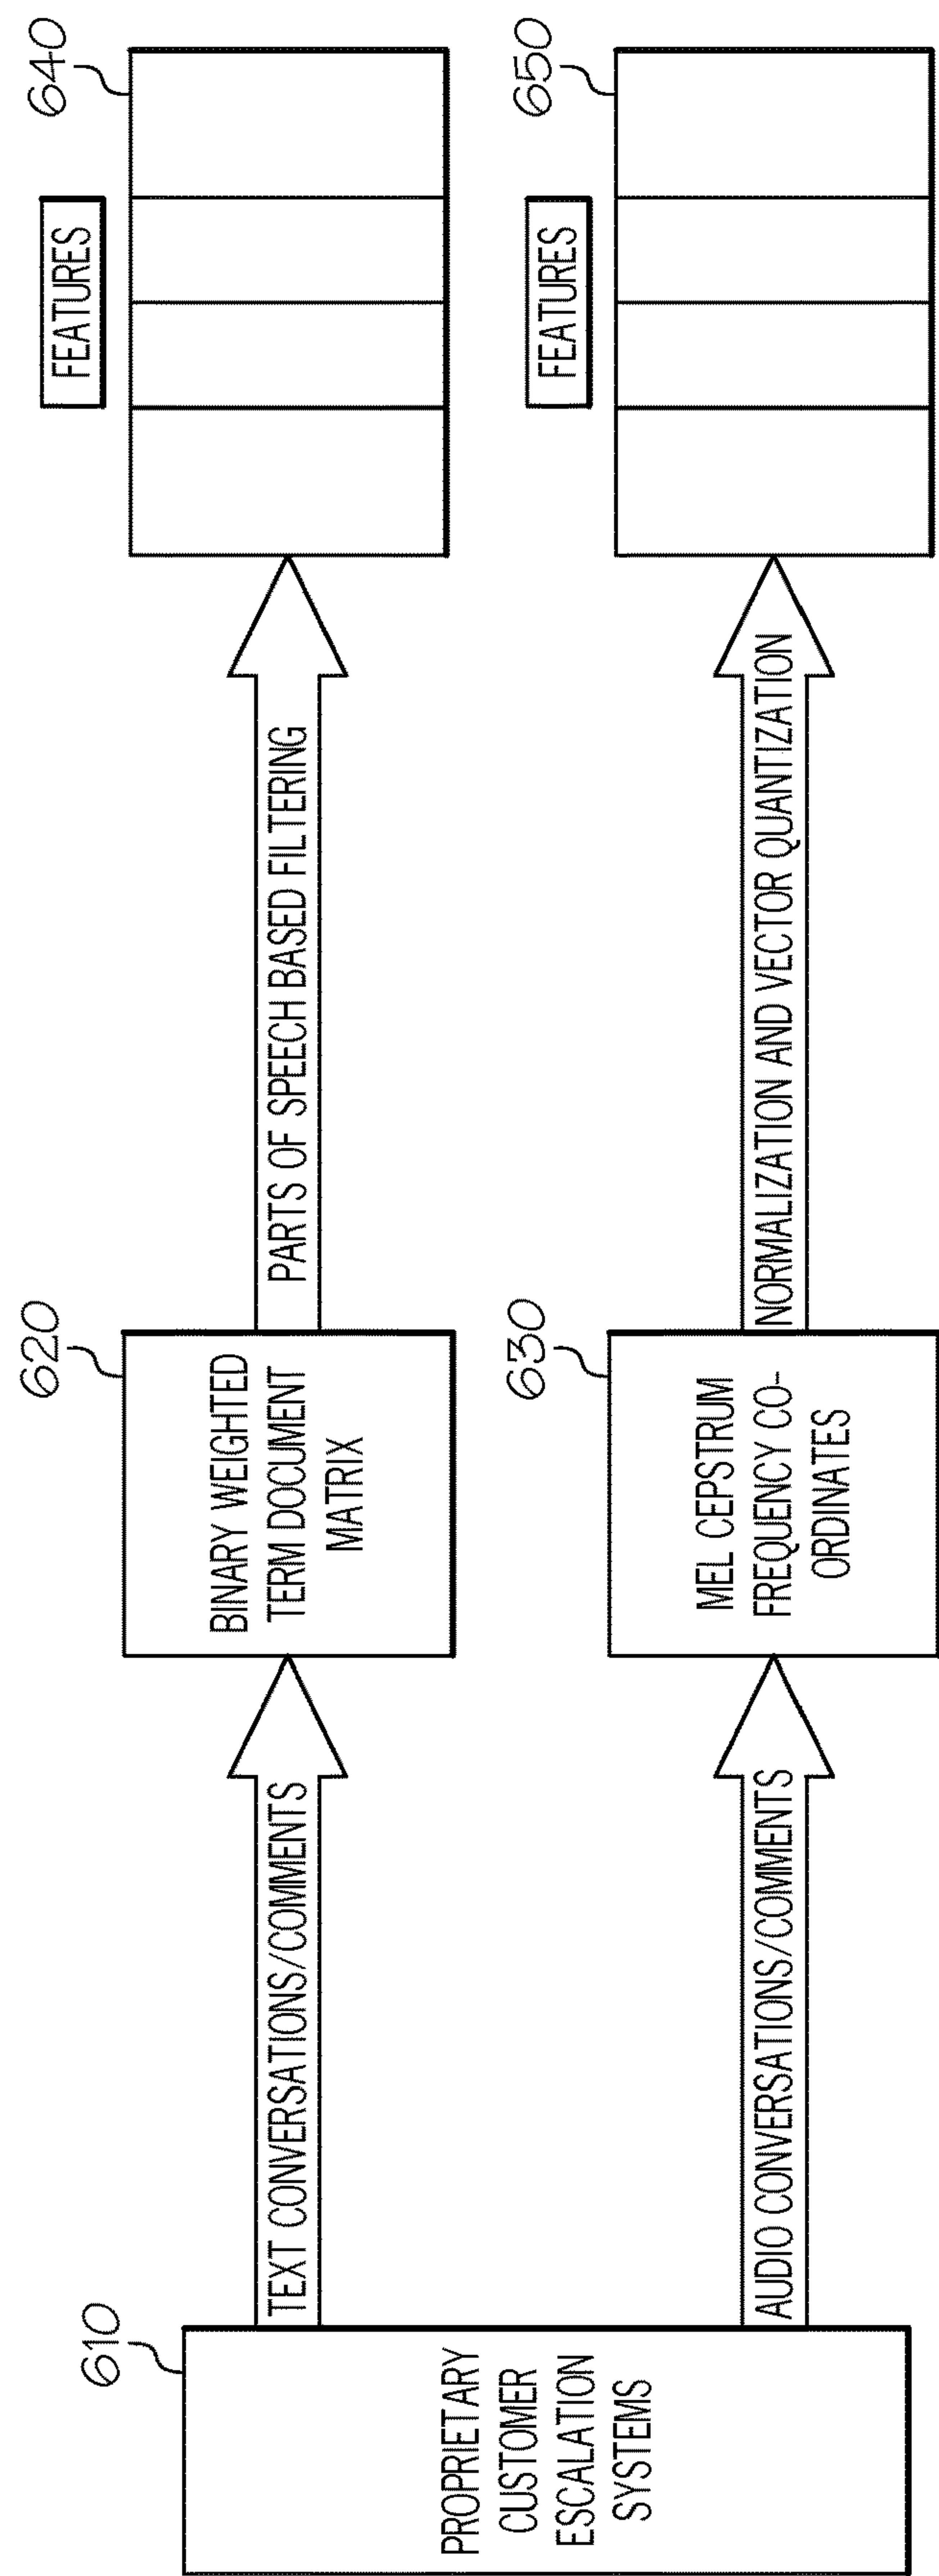 610
PROPRIETARY
CUSTOMER
ESCALATION
SYSTEMS
TEXT CONVERSATIONS/COMMENTS
620
BINARY WEIGHTED
TERM DOCUMENT
MATRIX
PARTS OF SPEECH BASED FILTERING
FEATURES
640
AUDIO CONVERSATIONS/COMMENTS
630
MEL CEPSTRUM
FREQUENCY CO-
ORDINATES
NORMALIZATION AND VECTOR QUANTIZATION
FEATURES
650